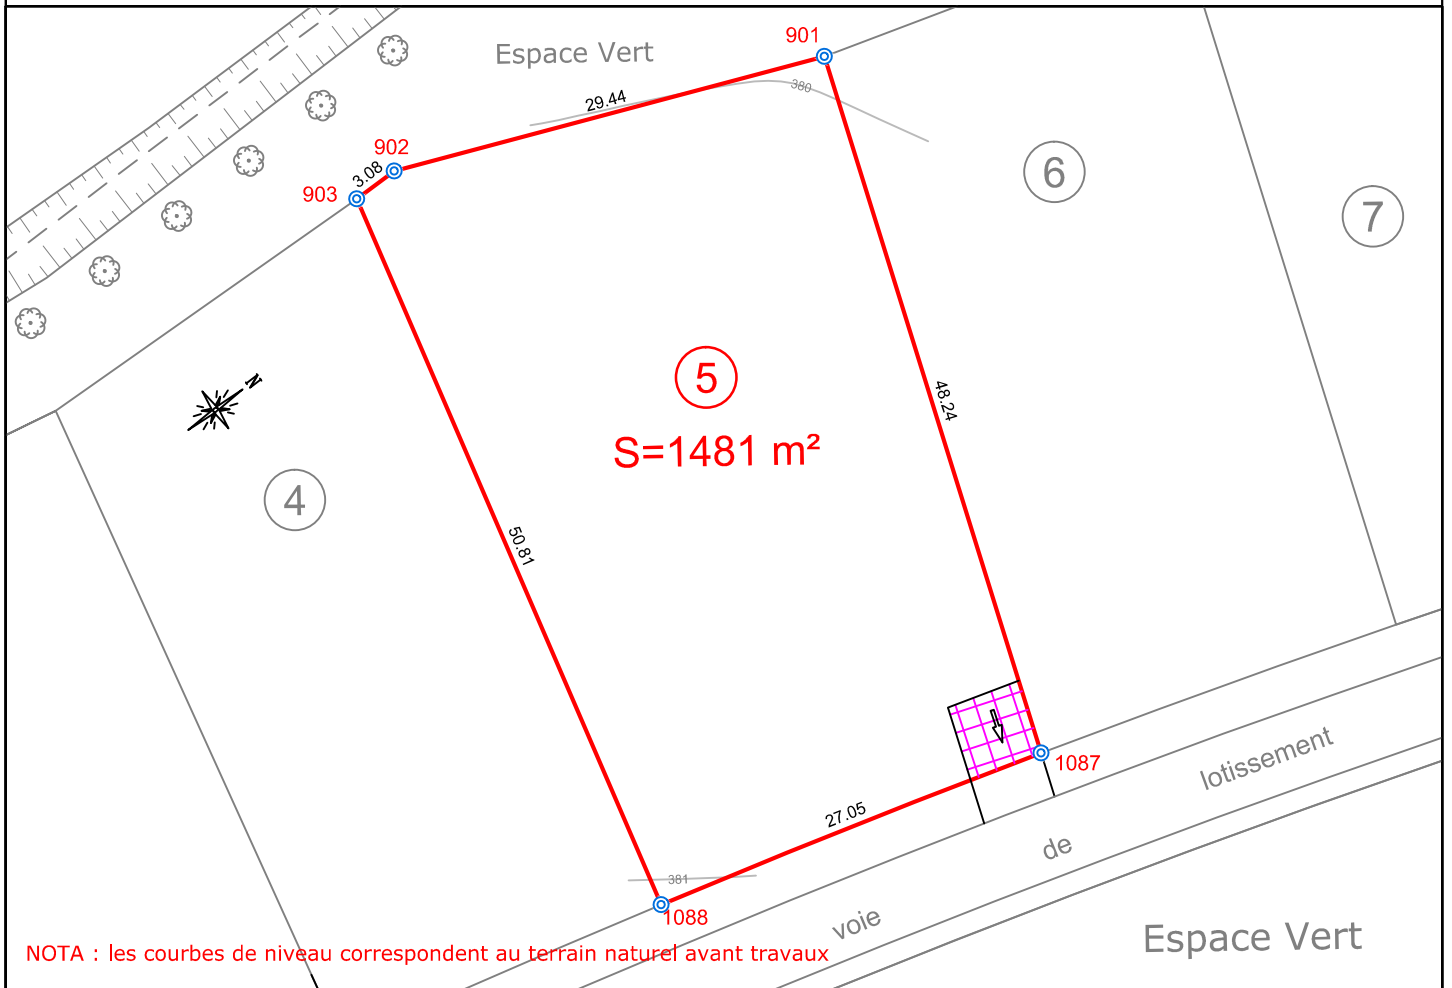 901
Espace Vert
380
29.44
902
3.08
6
903
7
5
N
48.24
S=1481 m²
4
50.81
1087
lotissement
27.05
de
381
1088
voie
Espace Vert
NOTA : les courbes de niveau correspondent au terrain naturel avant travaux